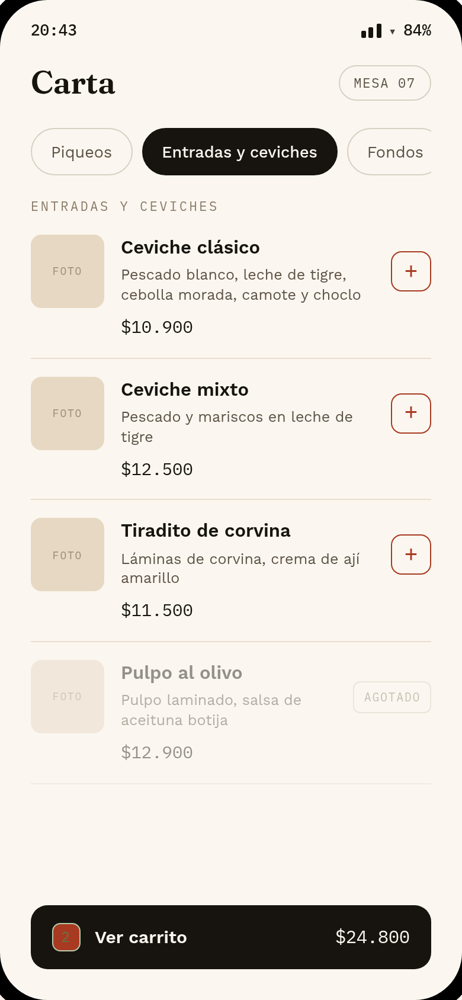 20:43
84%
Carta
MESA 07
Piqueos
Entradas y ceviches
Fondos
ENTRADAS Y CEVICHES
FOTO
Ceviche clásico
Pescado blanco, leche de tigre,
cebolla morada, camote y choclo
$10.900
+
FOTO
Ceviche mixto
Pescado y mariscos en leche de
tigre
$12.500
+
FOTO
Tiradito de corvina
Láminas de corvina, crema de ají
amarillo
$11.500
+
FOTO
Pulpo al olivo
Pulpo laminado, salsa de
aceituna botija
$12.900
AGOTADO
2
Ver carrito
$24.800